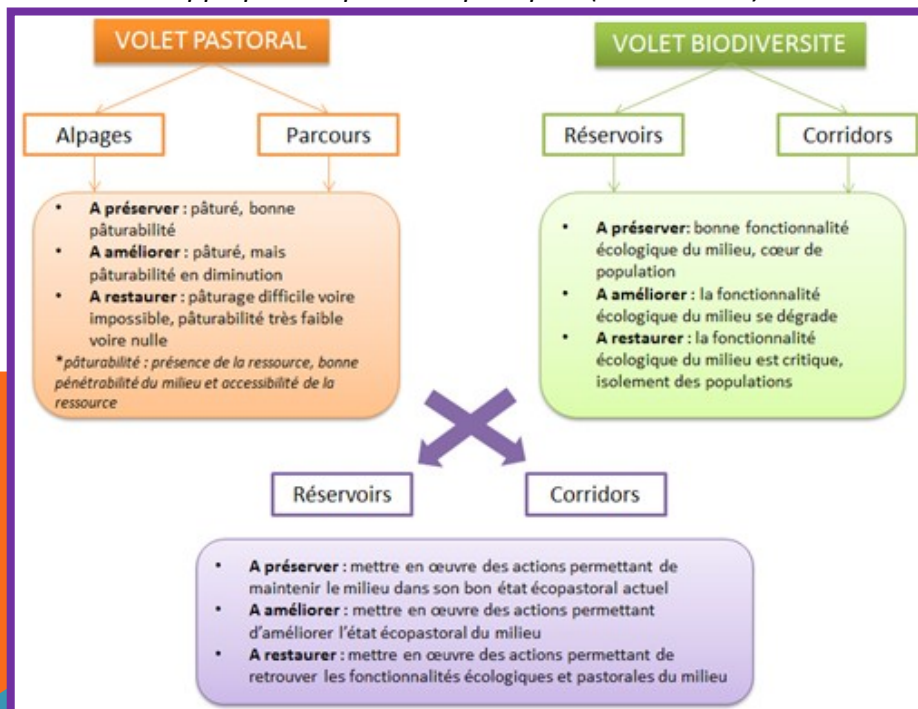 VOLET PASTORAL
Alpages
Parcours
• A préserver : pâturé, bonne
pâturabilité
• A améliorer : pâturé, mais
pâturabilité en diminution
• A restaurer : pâturage difficile voire
impossible, pâturabilité très faible
voire nulle
*pâturabilité : présence de la ressource, bonne
pénétrabilité du milieu et accessibilité de la
ressource
VOLET BIODIVERSITE
Réservoirs
Corridors
• A préserver: bonne fonctionnalité
écologique du milieu, cœur de
population
• A améliorer : la fonctionnalité
écologique du milieu se dégrade
• A restaurer : la fonctionnalité
écologique du milieu est critique,
isolement des populations
Réservoirs
Corridors
• A préserver : mettre en œuvre des actions permettant de
maintenir le milieu dans son bon état écopastoral actuel
• A améliorer : mettre en œuvre des actions permettant
d'améliorer l'état écopastoral du milieu
• A restaurer : mettre en œuvre des actions permettant de
retrouver les fonctionnalités écologiques et pastorales du milieu